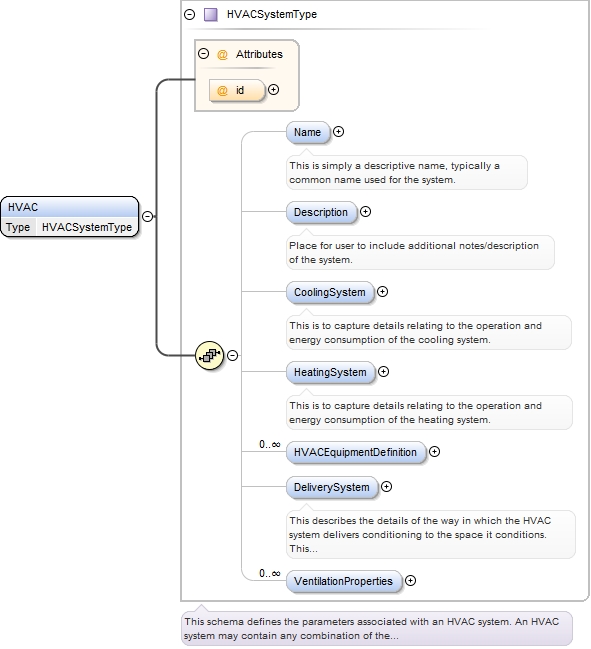 HVACSystemType
@ Attributes
@ id
Name
This is simply a descriptive name, typically a
common name used for the system.
HVAC
Type HVACSystemType
Description
Place for user to include additional notes/description
of the system.
CoolingSystem
This is to capture details relating to the operation and
energy consumption of the cooling system.
HeatingSystem
This is to capture details relating to the operation and
energy consumption of the heating system.
0..∞
HVACEquipmentDefinition
DeliverySystem
This describes the details of the way in which the HVAC
system delivers conditioning to the space it conditions.
This...
0..∞
VentilationProperties
This schema defines the parameters associated with an HVAC system. An HVAC
system may contain any combination of the...